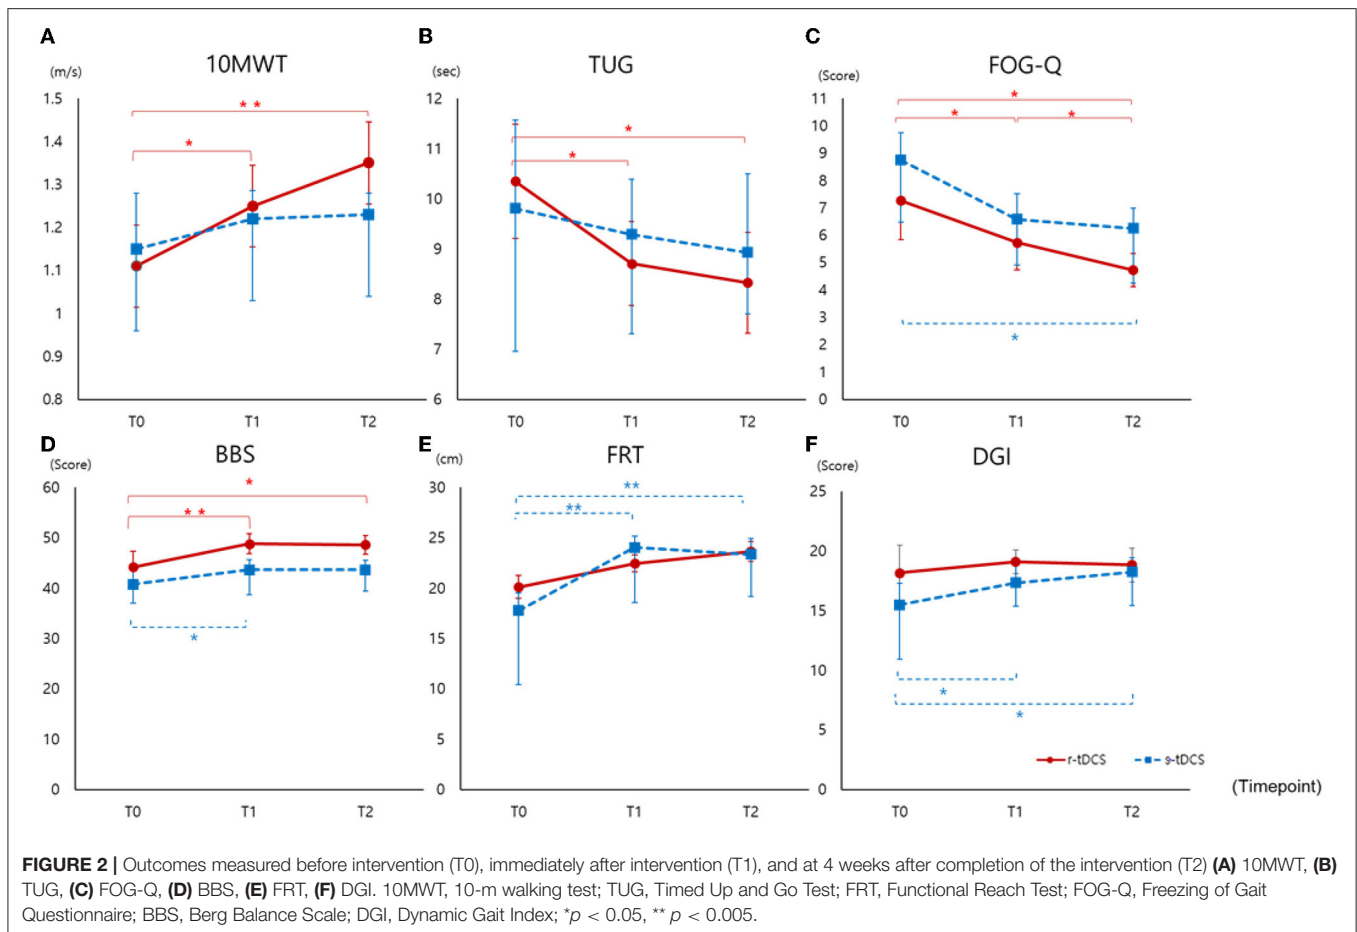 A
10MWT
(m/s)
1.5
1.4
1.3
1.2
1.1
1
0.9
0.8
* *
*
T0 T1 T2
B
TUG
(sec)
12
11
10
9
8
7
6
*
*
T0 T1 T2
C
FOG-Q
(Score)
11
10
9
8
7
6
5
4
3
2
1
0
*
* *
*
T0 T1 T2
D
BBS
(Score)
60
50
40
30
20
10
0
*
* *
*
T0 T1 T2
E
FRT
(cm)
30
25
20
15
10
5
0
**
**
T0 T1 T2
F
DGI
(Score)
25
20
15
10
5
0
*
*
r-tDCS s-tDCS
T0 T1 T2
(Timepoint)
FIGURE 2 | Outcomes measured before intervention (T0), immediately after intervention (T1), and at 4 weeks after completion of the intervention (T2) (A) 10MWT, (B)
TUG, (C) FOG-Q, (D) BBS, (E) FRT, (F) DGI. 10MWT, 10-m walking test; TUG, Timed Up and Go Test; FRT, Functional Reach Test; FOG-Q, Freezing of Gait
Questionnaire; BBS, Berg Balance Scale; DGI, Dynamic Gait Index; *p < 0.05, ** p < 0.005.